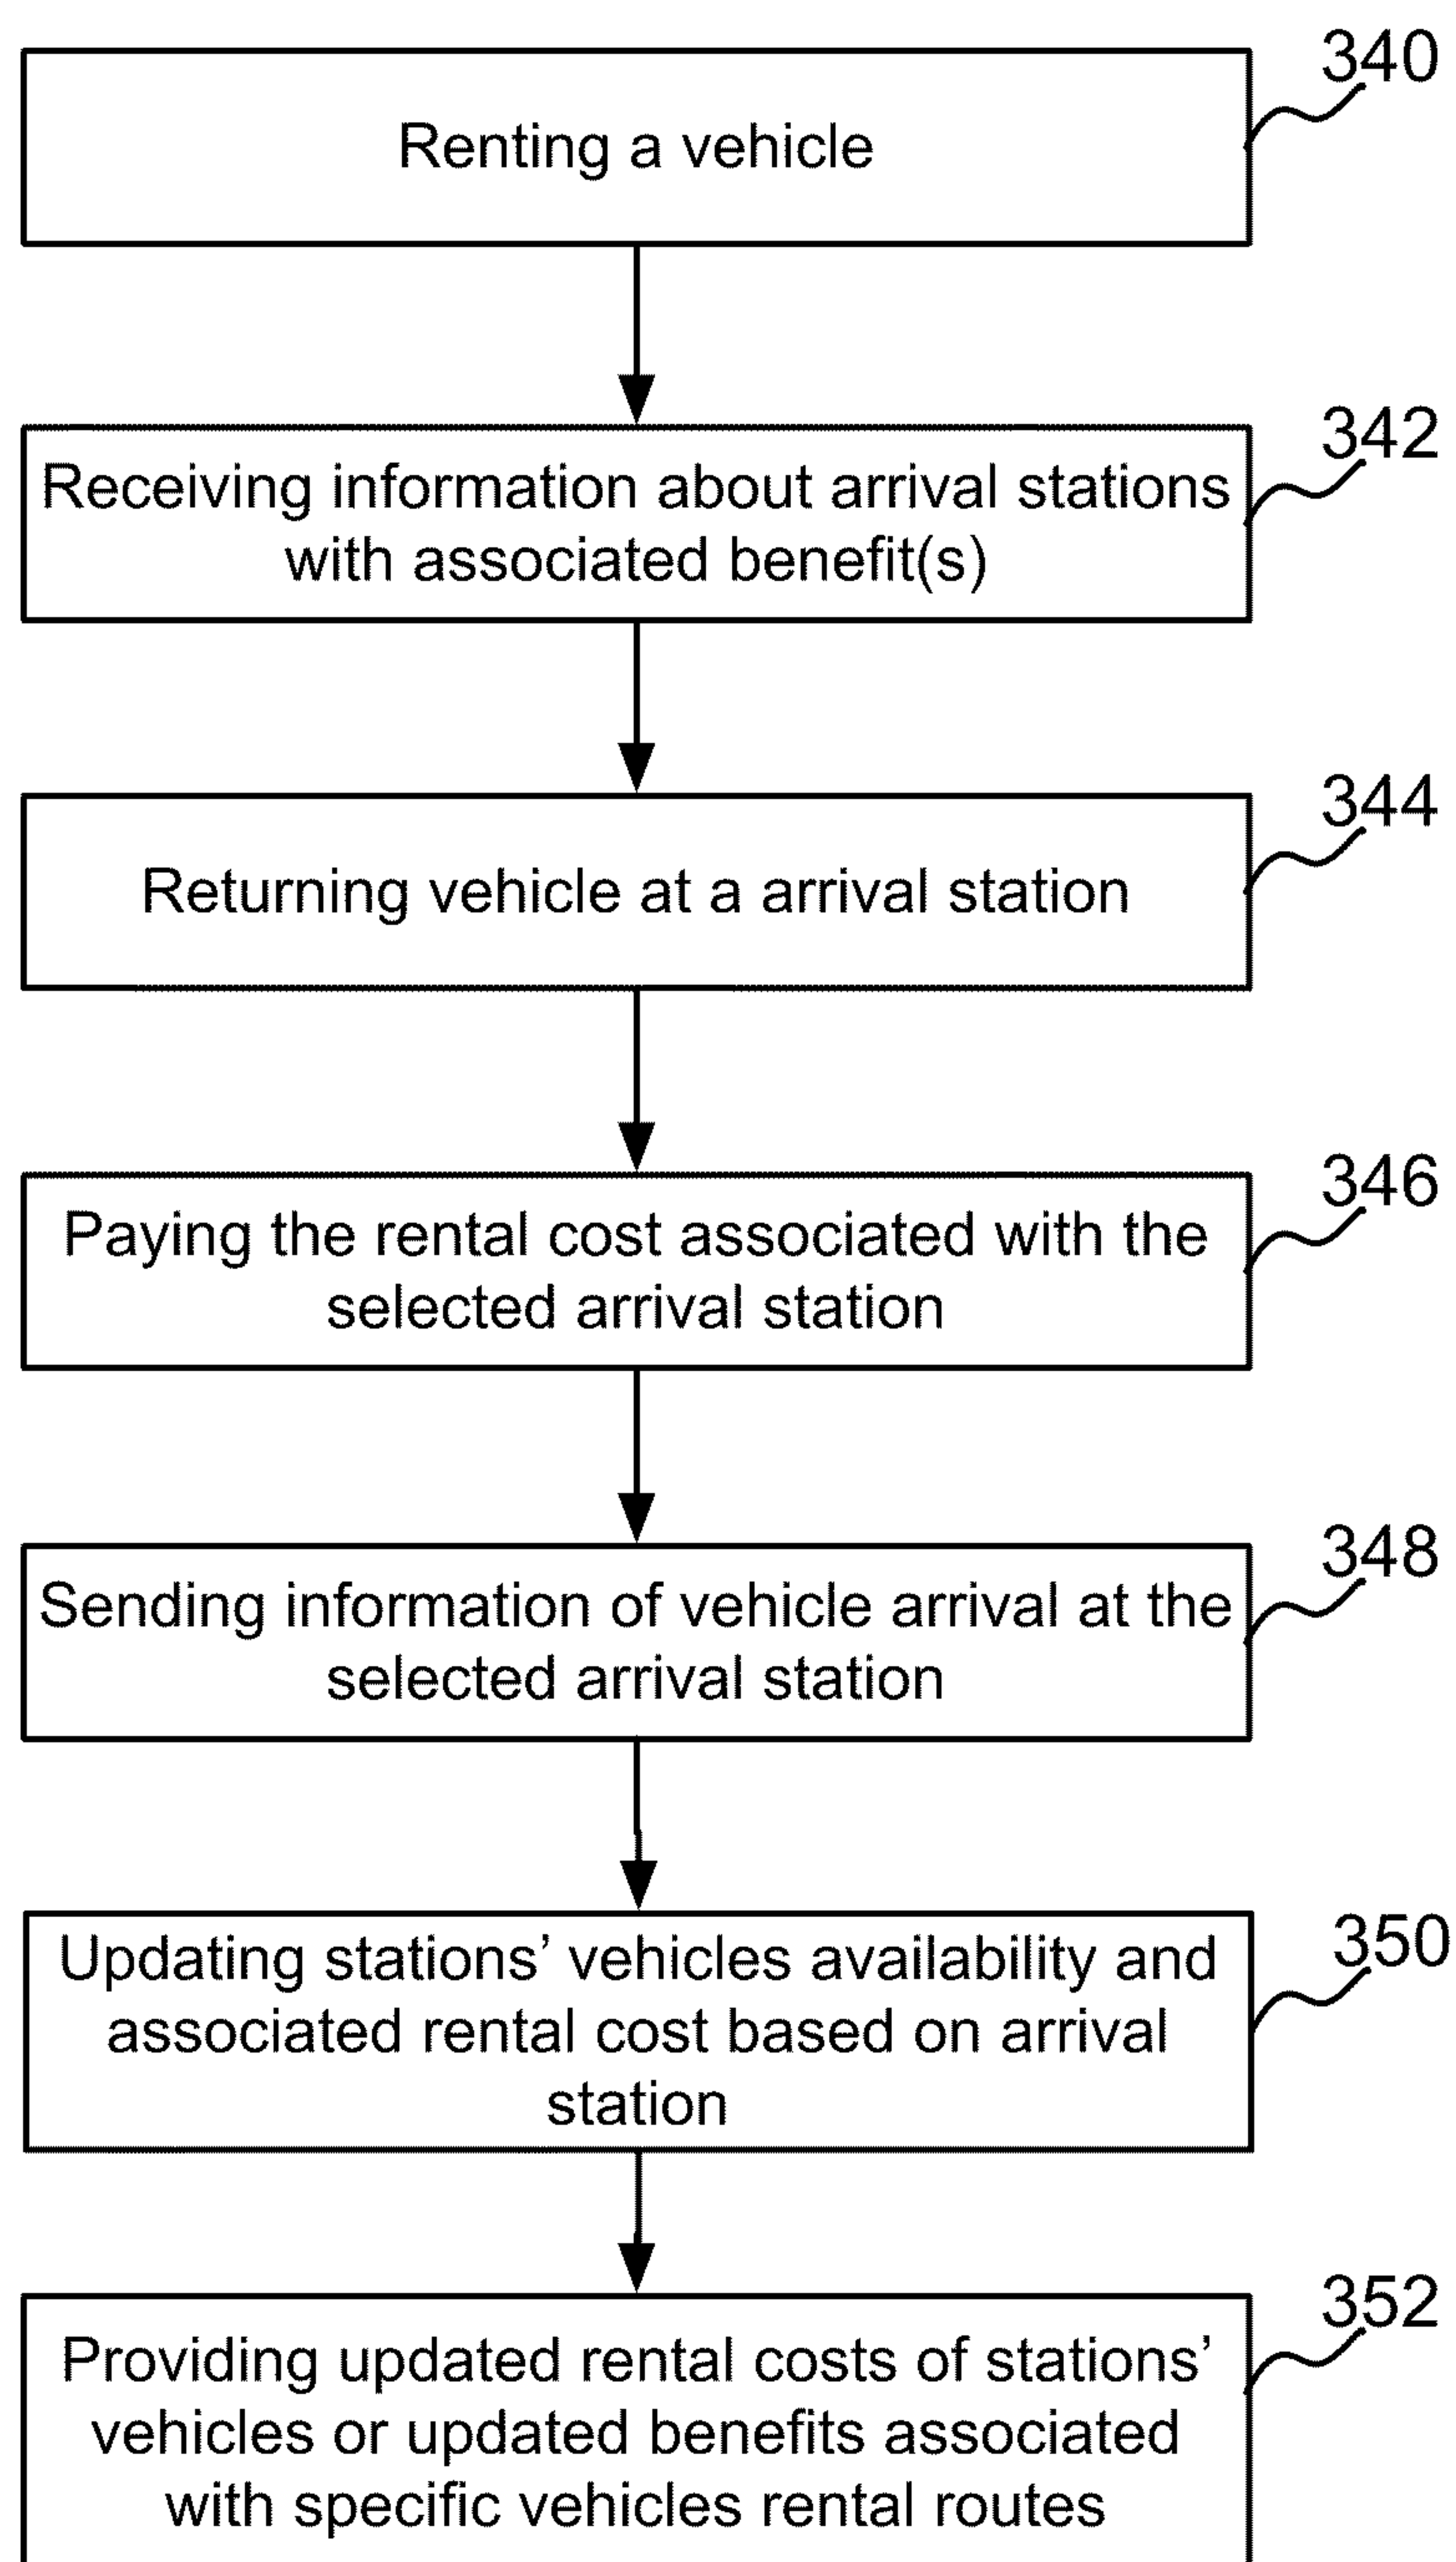 340
Renting a vehicle
342
Receiving information about arrival stations
with associated benefit(s)
344
Returning vehicle at a arrival station
346
Paying the rental cost associated with the
selected arrival station
348
Sending information of vehicle arrival at the
selected arrival station
350
Updating stations’ vehicles availability and
associated rental cost based on arrival
station
352
Providing updated rental costs of stations’
vehicles or updated benefits associated
with specific vehicles rental routes